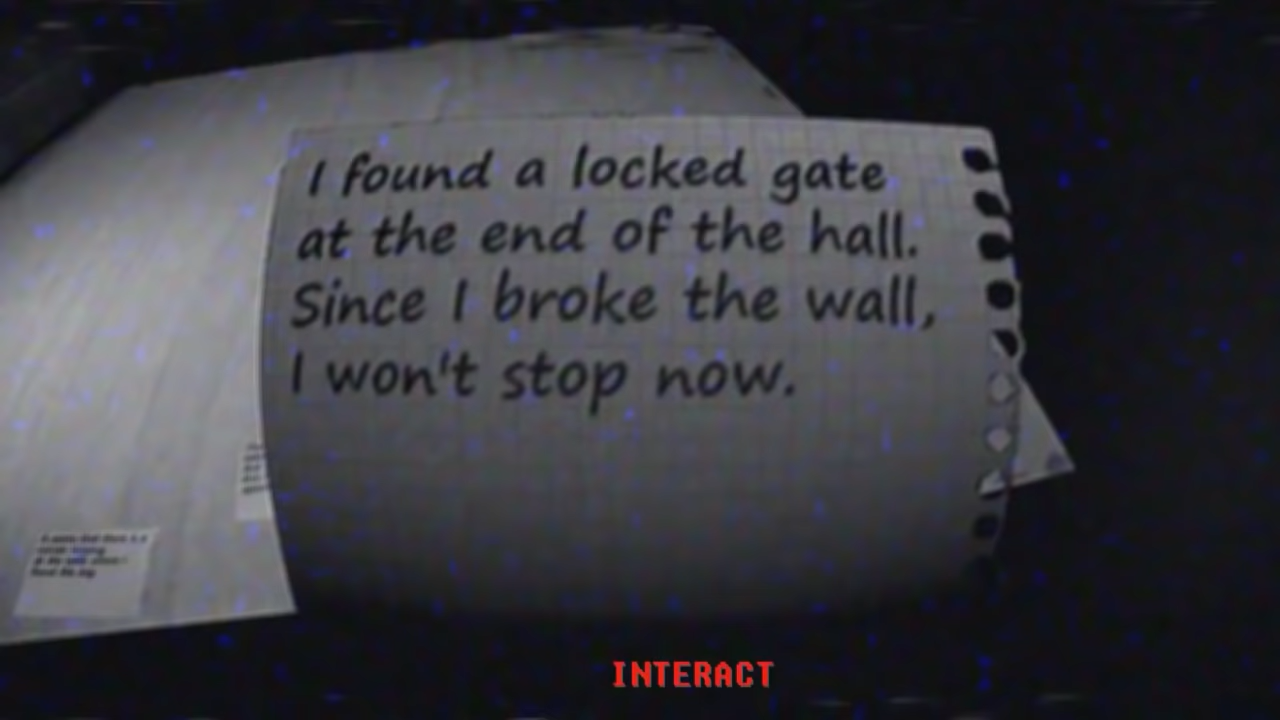 I found a locked gate
at the end of the hall.
Since I broke the wall,
I won't stop now.
INTERACT